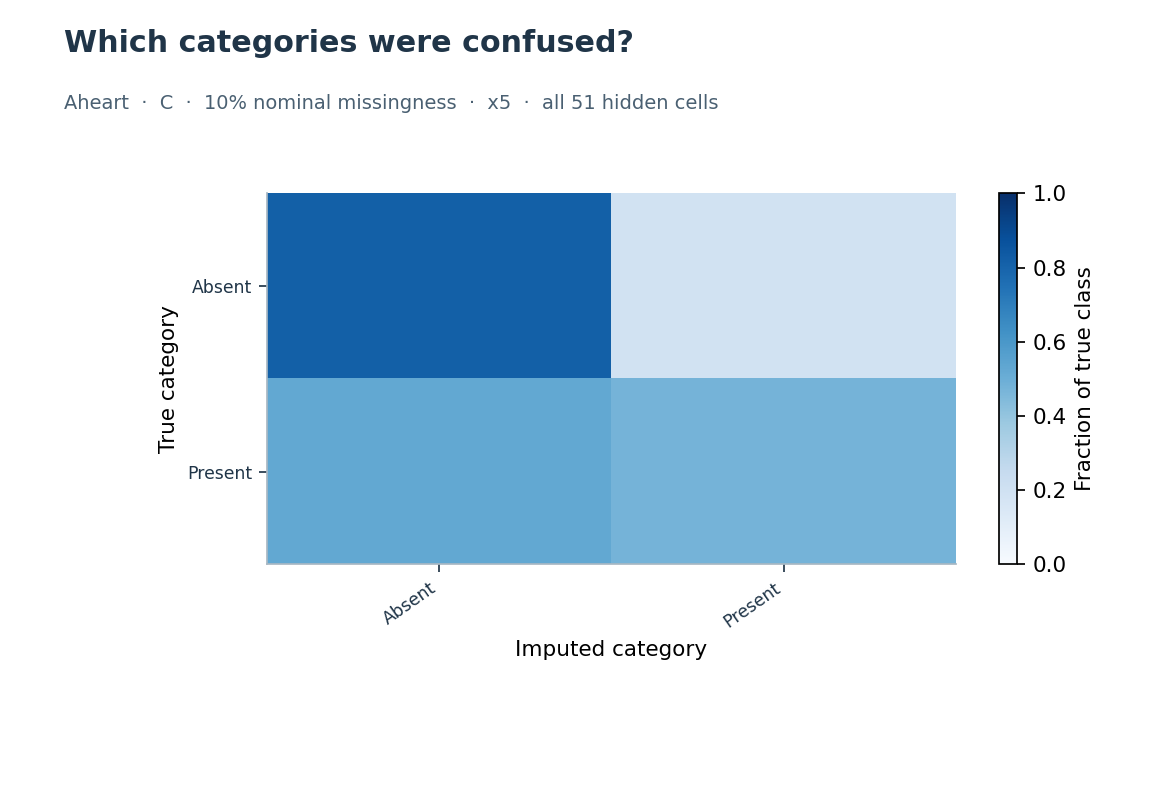 Which categories were confused?
Aheart · C · 10% nominal missingness · x5 · all 51 hidden cells
True category
Absent
Present
Absent
Present
Imputed category
1.0
0.8
0.6
0.4
0.2
0.0
Fraction of true class